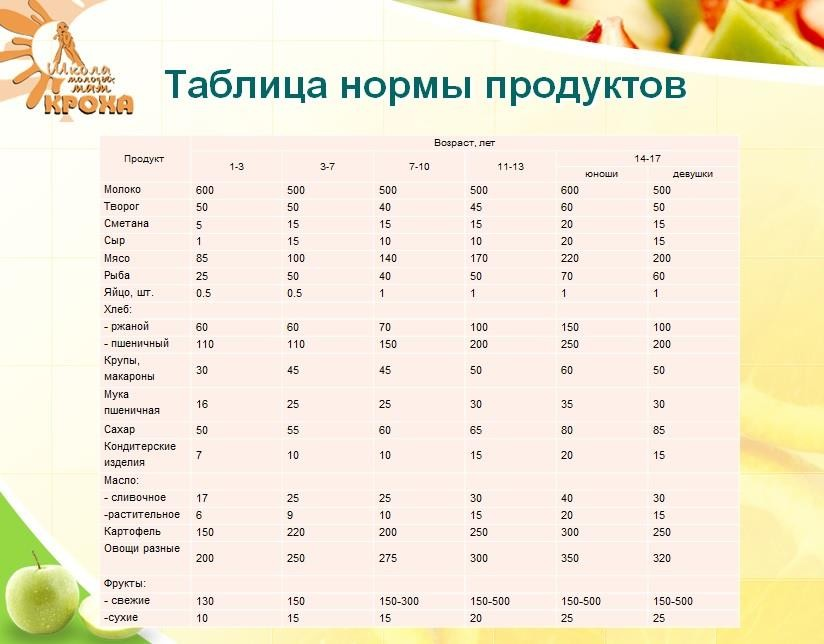 Школа
молодых
мам
КРОХА
Таблица нормы продуктов
Продукт Возраст, лет
1-3 3-7 7-10 11-13 14-17
юноши девушки
Молоко 600 500 500 500 600 500
Творог 50 50 40 45 60 50
Сметана 5 15 15 15 20 15
Сыр 1 15 10 10 20 15
Мясо 85 100 140 170 220 200
Рыба 25 50 40 50 70 60
Яйцо, шт. 0.5 0.5 1 1 1 1
Хлеб:
- ржаной 60 60 70 100 150 100
- пшеничный 110 110 150 200 250 200
Крупы,
макароны 30 45 45 50 60 50
Мука
пшеничная 16 25 25 30 35 30
Сахар 50 55 60 65 80 85
Кондитерские
изделия 7 10 10 15 20 15
Масло:
- сливочное 17 25 25 30 40 30
-растительное 6 9 10 15 20 15
Картофель 150 220 200 250 300 250
Овощи разные
200 250 275 300 350 320
Фрукты:
- свежие 130 150 150-300 150-500 150-500 150-500
-сухие 10 15 15 20 25 25